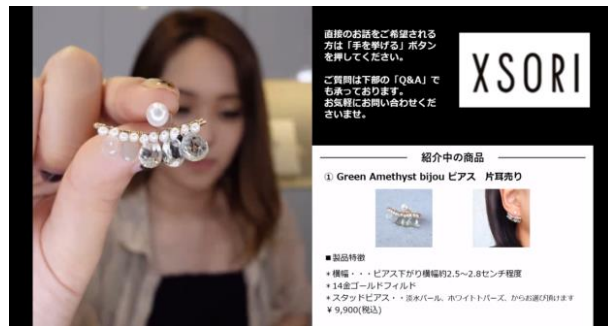 直接のお話をご希望される
方は「手を挙げる」ボタン
を押してください。
ご質問は下部の「Q&A」で
も承っております。
お気軽にお問い合わせくだ
さいませ。
XSORI
紹介中の商品
① Green Amethyst bijou ピアス 片耳売り
■製品特徴
+横幅・・・ピアス下がり横幅約2.5～2.8センチ程度
+14金ゴールドフィルド
+スタッドピアス・・淡水パール、ホワイトトパーズ、からお選び頂けます
¥ 9,900(税込)